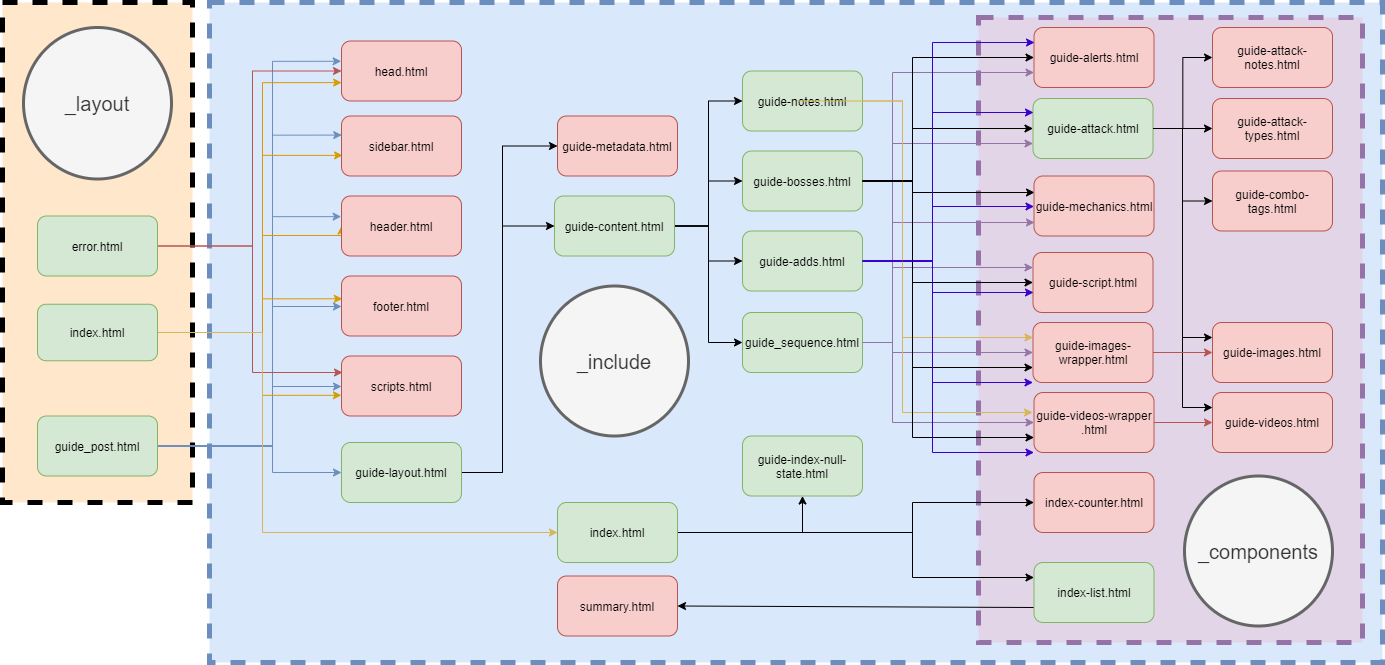 _layout
error.html
index.html
guide_post.html
head.html
sidebar.html
header.html
footer.html
scripts.html
guide-layout.html
guide-metadata.html
guide-content.html
_include
index.html
summary.html
guide-notes.html
guide-bosses.html
guide-adds.html
guide_sequence.html
guide-index-null-
state.html
guide-alerts.html
guide-attack.html
guide-mechanics.html
guide-script.html
guide-images-
wrapper.html
guide-videos-wrapper
.html
index-counter.html
index-list.html
guide-attack-
notes.html
guide-attack-
types.html
guide-combo-
tags.html
guide-images.html
guide-videos.html
_components